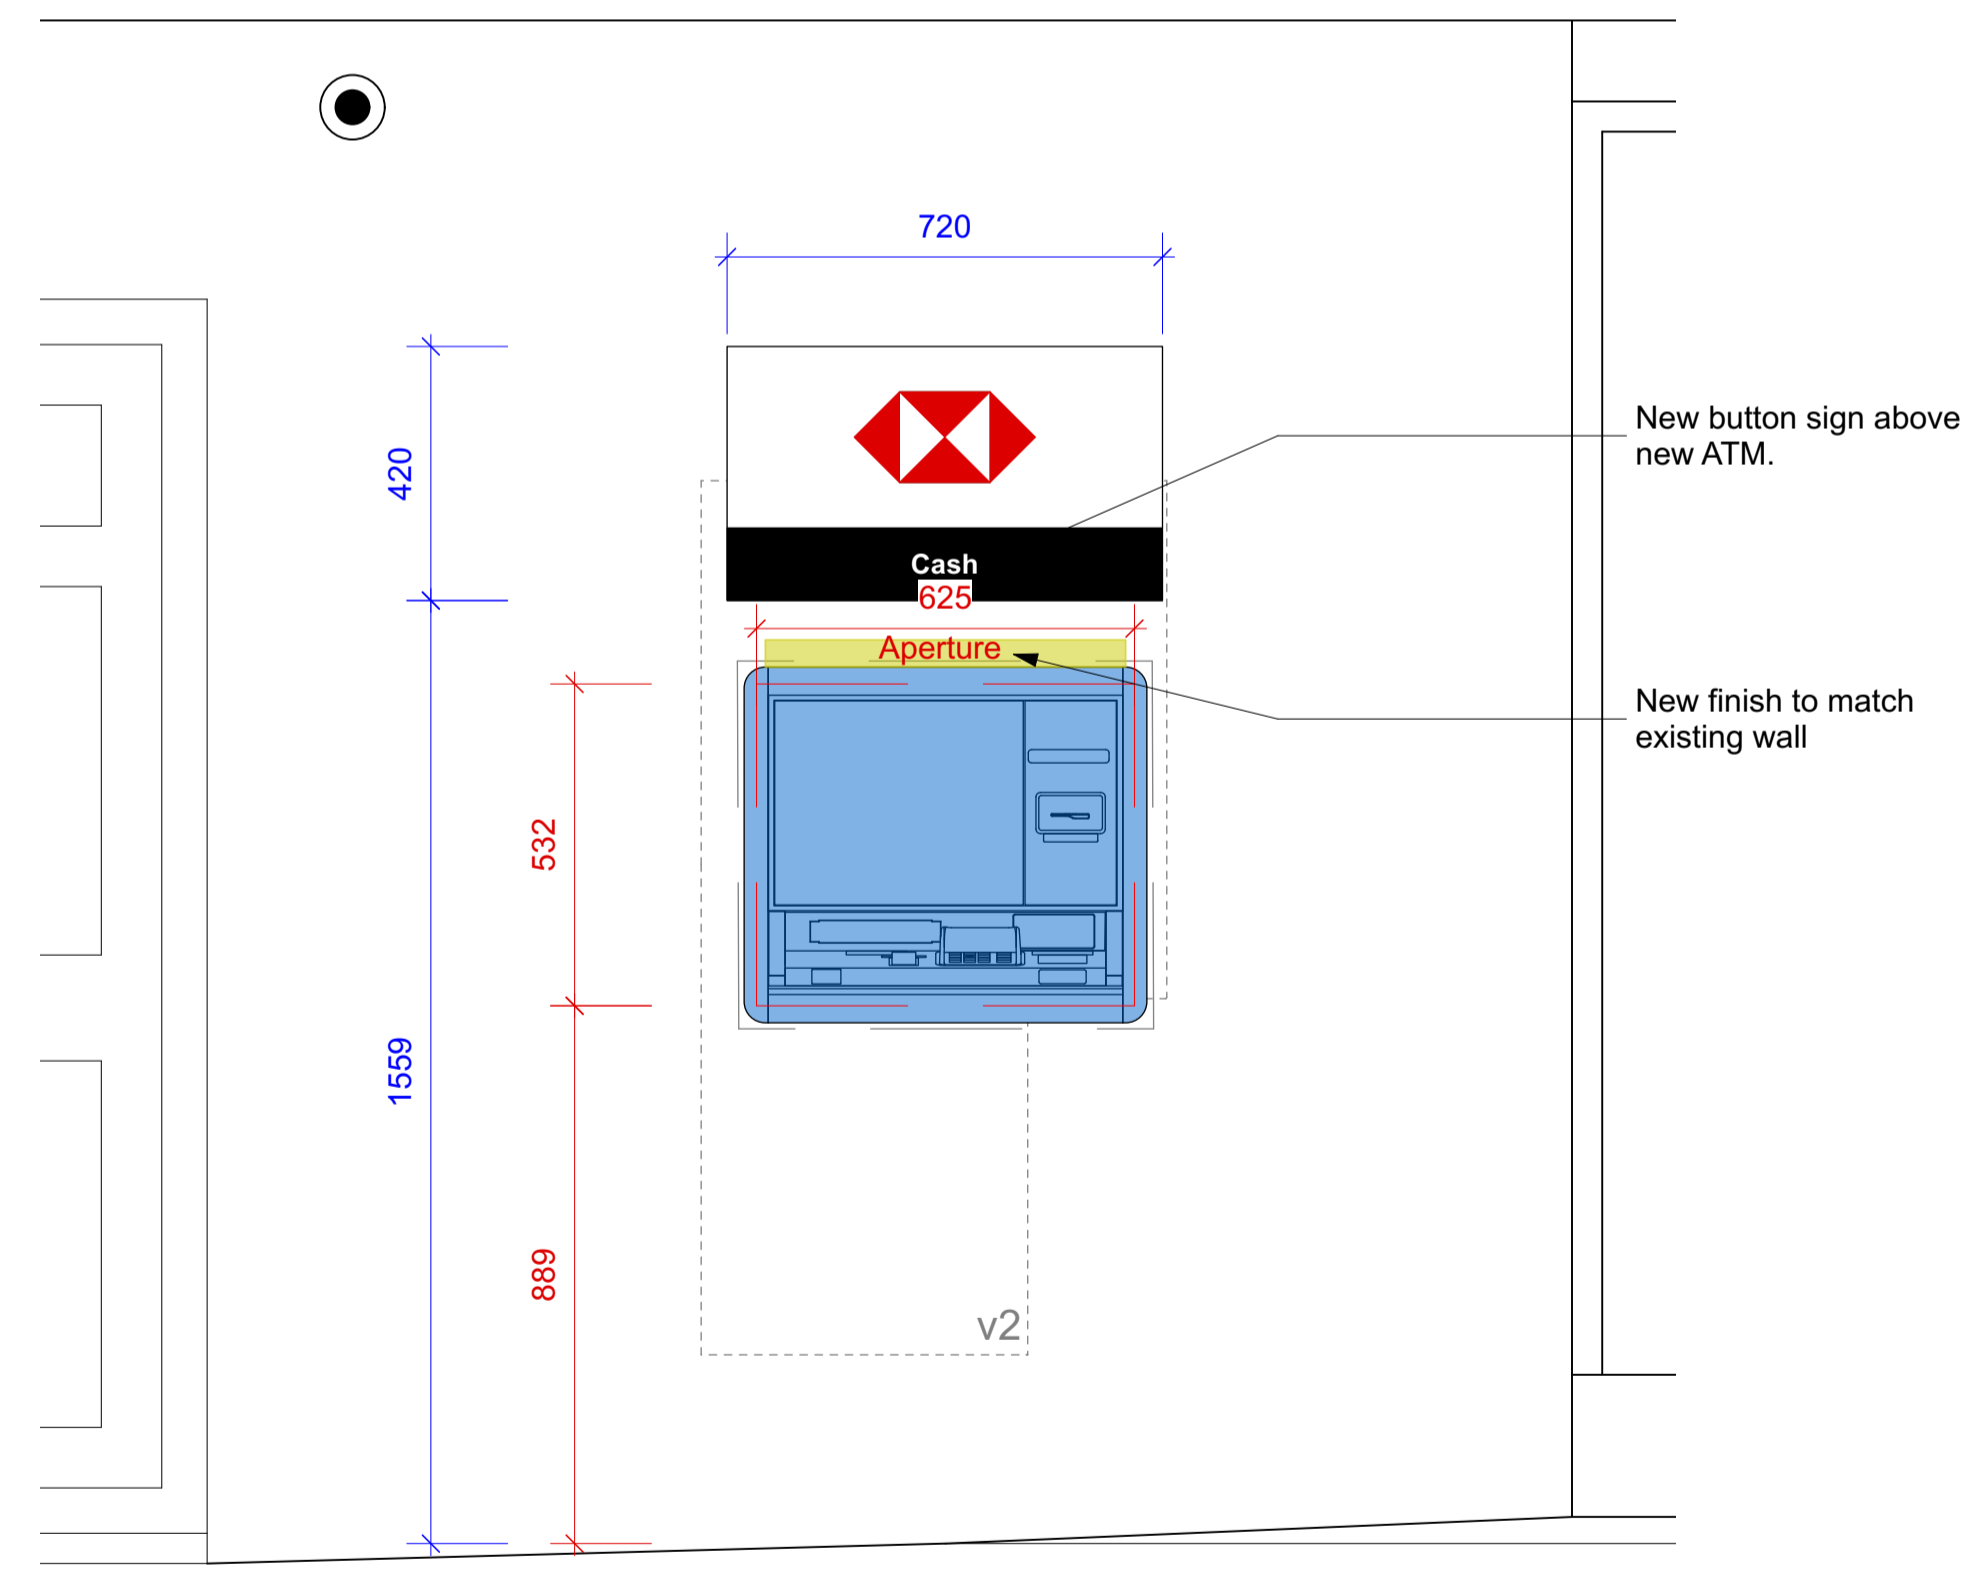 720
New button sign above
new ATM.
420
Cash
625
Aperture
New finish to match
existing wall
532
1559
889
v2